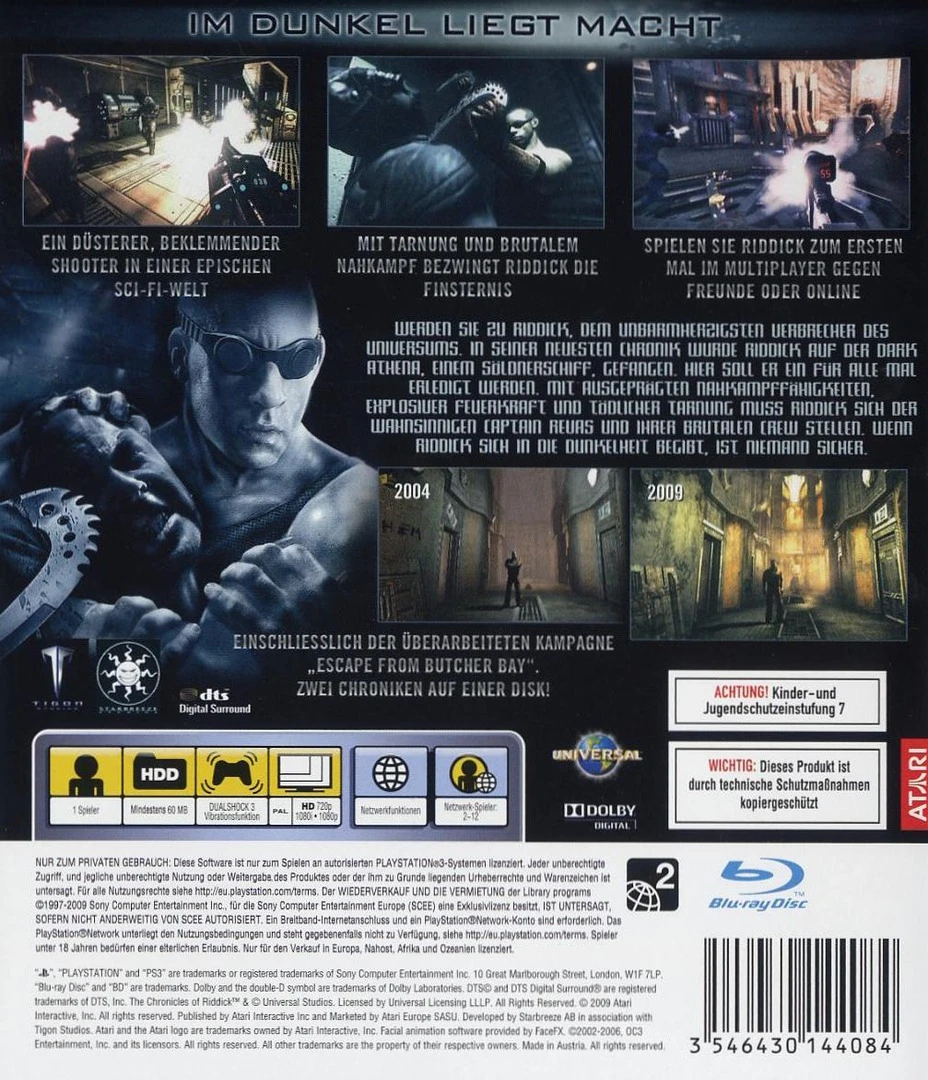 IM DUNKEL LIEGT MACHT
EIN DÜSTERER, BEKLEMMENDER
SHOOTER IN EINER EPISCHEN
SCI-FI-WELT
MIT TARNUNG UND BRUTALEM
NAHKAMPF BEZWINGT RIDDICK DIE
FINSTERNIS
SPIELEN SIE RIDDICK ZUM ERSTEN
MAL IM MULTIPLAYER GEGEN
FREUNDE ODER ONLINE
WERDEN SIE ZU RIDDICK, DEM UNBARMHERZIGSTEN VERBRECHER DES
UNIVERSUMS. IN SEINER NEUESTEN CHRONIK WURDE RIDDICK AUF DER DARK
ATHENA, EINEM SÖLDNERSCHIFF, GEFANGEN. HIER SOLL ER EIN FÜR ALLE MAL
ERLEDIGT WERDEN. MIT AUSGEPRÄGTEN NAHKAMPFFÄHIGKEITEN,
EXPLOSIVER FEUERKRAFT UND TÖDLICHER TARNUNG MUSS RIDDICK SICH DER
WAHNSINNIGEN CAPTAIN REVAS UND IHRER BRUTALEN CREW STELLEN. WENN
RIDDICK SICH IN DIE DUNKELHEIT BEGIBT, IST NIEMAND SICHER.
2004
2009
EINSCHLIESSLICH DER ÜBERARBEITETEN KAMPAGNE
„ESCAPE FROM BUTCHER BAY“.
ZWEI CHRONIKEN AUF EINER DISK!
TIGON
STUDIOS
STARBREEZE
dts
Digital Surround
ACHTUNG! Kinder-und
Jugendschutzeinstufung 7
WICHTIG: Dieses Produkt ist
durch technische Schutzmaßnahmen
kopiergeschützt
ATARI
UNIVERSAL
DOLBY
DIGITAL
HDD
1 Spieler
Mindestens 60 MB
DUALSHOCK 3
Vibrationsfunktion
PAL
HD 720p
1080i • 1080p
Netzwerkfunktionen
Netzwerk-Spieler:
2-12
NUR ZUM PRIVATEN GEBRAUCH: Diese Software ist nur zum Spielen an autorisierten PLAYSTATION®3-Systemen lizenziert. Jeder unberechtigte
Zugriff, und jegliche unberechtigte Nutzung oder Weitergabe des Produktes oder der ihm zu Grunde liegenden Urheberrechte und Warenzeichen ist
untersagt. Für alle Nutzungsrechte siehe http://eu.playstation.com/terms. Der WIEDERVERKAUF UND DIE VERMIETUNG der Library programs
©1997-2009 Sony Computer Entertainment Inc., für die Sony Computer Entertainment Europe (SCEE) eine Exklusivlizenz besitzt, IST UNTERSAGT,
SOFERN NICHT ANDERWEITIG VON SCEE AUTORISIERT. Ein Breitband-Internetanschluss und ein PlayStation®Network-Konto sind erforderlich. Das
PlayStation®Network unterliegt den Nutzungsbedingungen und steht gegebenenfalls nicht zu Verfügung, siehe http://eu.playstation.com/terms. Spieler
unter 18 Jahren bedürfen einer elterlichen Erlaubnis. Nur für den Verkauf in Europa, Nahost, Afrika und Ozeanien lizenziert.
2
Blu-ray Disc
TM
"", "PLAYSTATION" and "PS3" are trademarks or registered trademarks of Sony Computer Entertainment Inc. 10 Great Marlborough Street, London, W1F 7LP.
"Blu-ray Disc" and "BD" are trademarks. Dolby and the double-D symbol are trademarks of Dolby Laboratories. DTS© and DTS Digital Surround® are registered
trademarks of DTS, Inc. The Chronicles of Riddick™ & © Universal Studios. Licensed by Universal Licensing LLLP. All Rights Reserved. © 2009 Atari
Interactive, Inc. All rights reserved. Published by Atari Interactive Inc and Marketed by Atari Europe SASU. Developed by Starbreeze AB in association with
Tigon Studios. Atari and the Atari logo are trademarks owned by Atari Interactive, Inc. Facial animation software provided by FaceFX. ©2002-2006, OC3
Entertainment, Inc. and its licensors. All rights reserved. All other trademarks are the property of their respective owners. Made in Austria. All rights reserved.
3 546430 144084